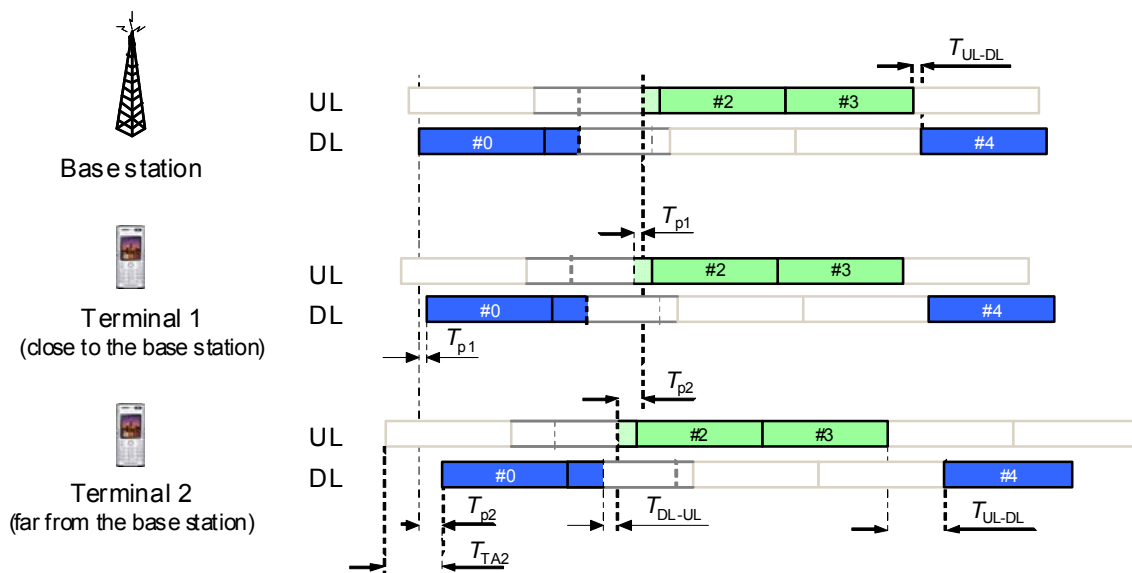 T_UL-DL
UL #2 #3
DL #0 #4
Base station
T_p1
UL #2 #3
DL #0 #4
Terminal 1
(close to the base station)
T_p1
T_p2
UL #2 #3
DL #0 #4
Terminal 2
(far from the base station)
T_p2 T_DL-UL T_UL-DL
T_TA2